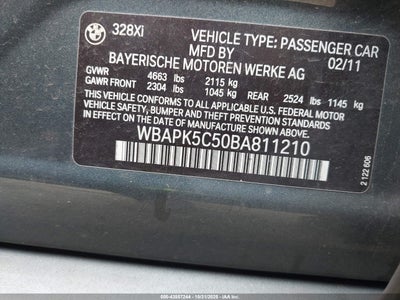 328XI VEHICLE TYPE: PASSENGER CAR
MFD BY 02/11
BAYERISCHE MOTOREN WERKE AG
GVWR 4663 lbs 2115 kg
GAWR FRONT 2304 lbs 1045 kg REAR 2524 lbs 1145 kg
THIS VEHICLE CONFORMS TO ALL APPLICABLE U.S. FEDERAL MOTOR
VEHICLE SAFETY, BUMPER AND THEFT PREVENTION STANDARDS IN
EFFECT ON THE DATE OF MANUFACTURE SHOWN ABOVE.
WBAPK5C50BA811210
2 122 606